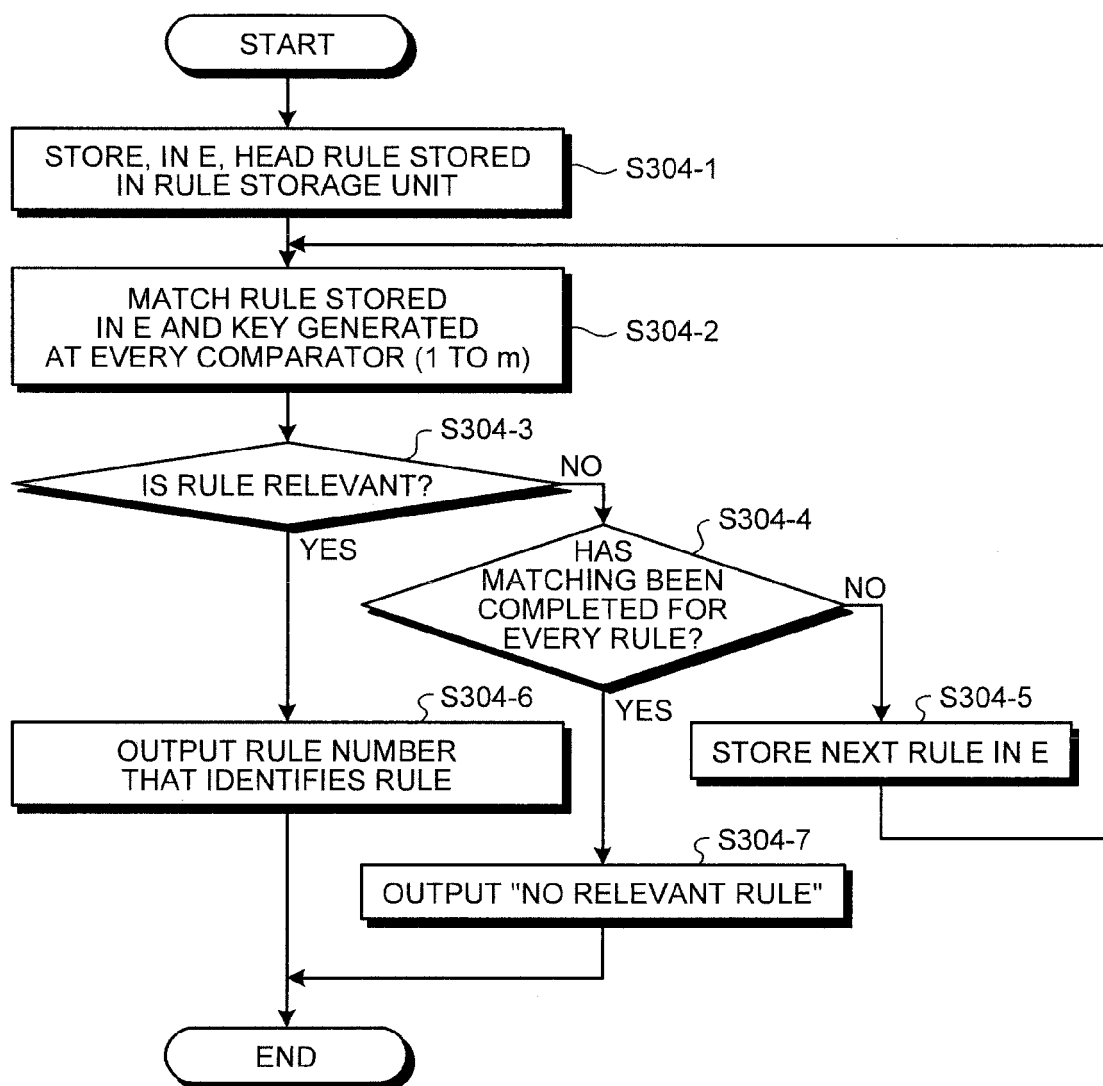 START
STORE, IN E, HEAD RULE STORED
IN RULE STORAGE UNIT
S304-1
MATCH RULE STORED
IN E AND KEY GENERATED
AT EVERY COMPARATOR (1 TO m)
S304-2
S304-3
IS RULE RELEVANT?
NO
YES
S304-4
HAS
MATCHING BEEN
COMPLETED FOR
EVERY RULE?
NO
YES
S304-6
OUTPUT RULE NUMBER
THAT IDENTIFIES RULE
S304-5
STORE NEXT RULE IN E
S304-7
OUTPUT "NO RELEVANT RULE"
END